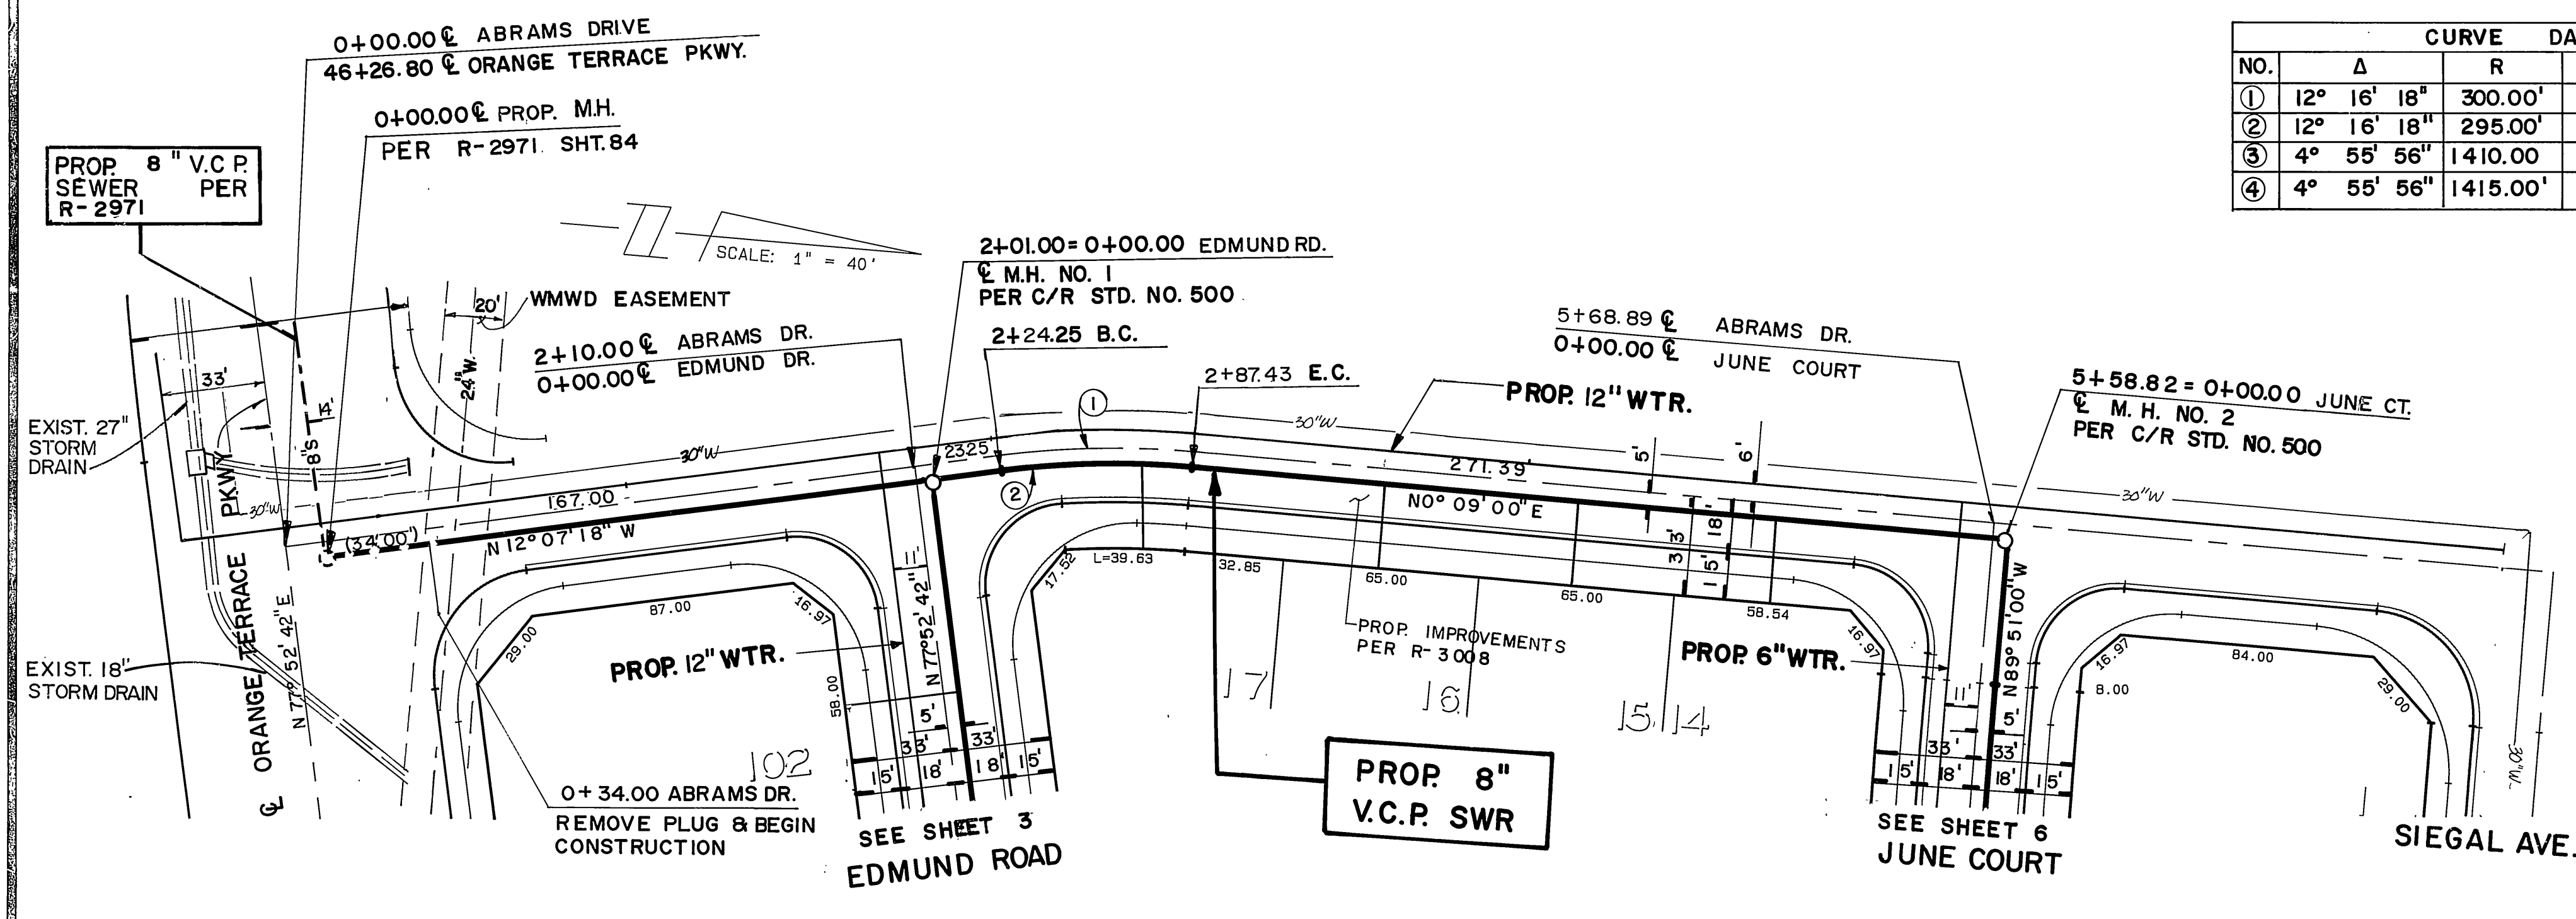 0+00.00 ℄ ABRAMS DRIVE
46+26.80 ℄ ORANGE TERRACE PKWY.
0+00.00 ℄ PROP. M.H.
PER R-2971 SHT. 84
PROP. 8" V.C.P.
SEWER PER
R-2971
SCALE: 1" = 40'
CURVE DA
NO. Δ R
① 12° 16' 18" 300.00'
② 12° 16' 18" 295.00'
③ 4° 55' 56" 1410.00
④ 4° 55' 56" 1415.00'
2+01.00 = 0+00.00 EDMUND RD.
℄ M.H. NO. 1
PER C/R STD. NO. 500
2+24.25 B.C.
20'
WMWD EASEMENT
24"W.
2+10.00 ℄ ABRAMS DR.
0+00.00 ℄ EDMUND DR.
2+87.43 E.C.
5+68.89 ℄ ABRAMS DR.
0+00.00 ℄ JUNE COURT
PROP. 12" WTR.
5+58.82 = 0+00.00 JUNE CT.
℄ M.H. NO. 2
PER C/R STD. NO. 500
33'
14'
8"S
EXIST. 27"
STORM
DRAIN
30"W
30"W
30"W
30"W
30"W
①
②
23.25'
271.39'
5'
6'
167.00
(34.00')
N 12° 07' 18" W
N 0° 09' 00" E
℄ ORANGE TERRACE PKWY
N 77° 52' 42" E
EXIST. 18"
STORM DRAIN
29.00
87.00
16.97
58.00
PROP. 12" WTR.
11'
N 77° 52' 42" E
17.52
L=39.63
32.85
65.00
65.00
58.54
16.97
33'
18'
15'
PROP. IMPROVEMENTS
PER R-3008
PROP. 6" WTR.
N 89° 51' 00" W
11'
16.97
8.00
84.00
29.00
17
16
15
14
102
1
5'
33'
33'
15'
18'
18'
15'
5'
33'
33'
15'
18'
18'
15'
0+34.00 ABRAMS DR.
REMOVE PLUG & BEGIN
CONSTRUCTION
SEE SHEET 3
EDMUND ROAD
PROP. 8"
V.C.P. SWR
SEE SHEET 6
JUNE COURT
SIEGAL AVE.